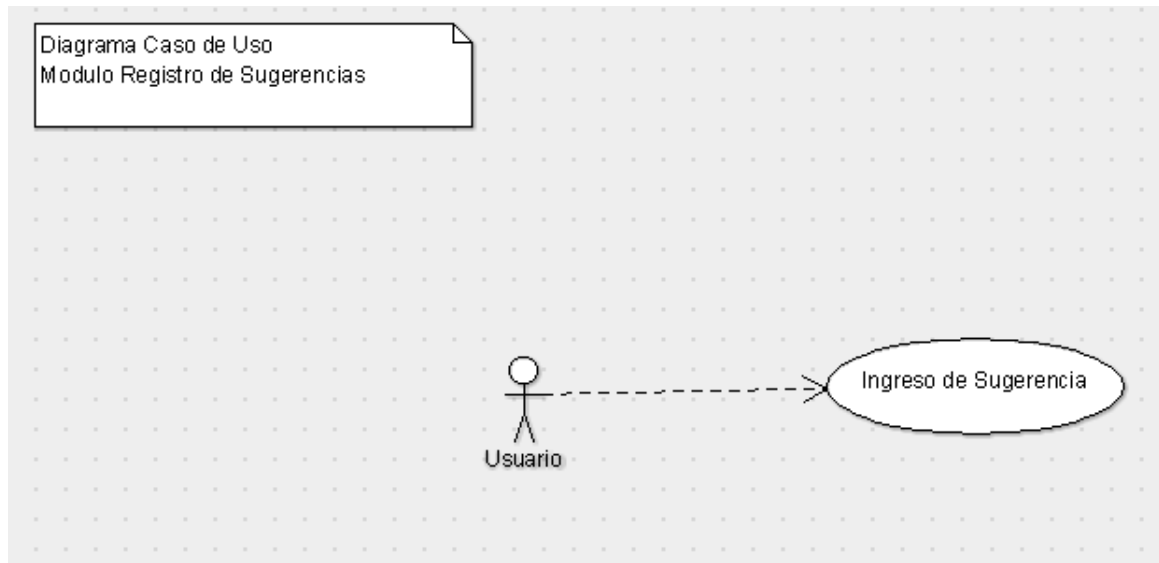 Diagrama Caso de Uso
Modulo Registro de Sugerencias
Ingreso de Sugerencia
Usuario